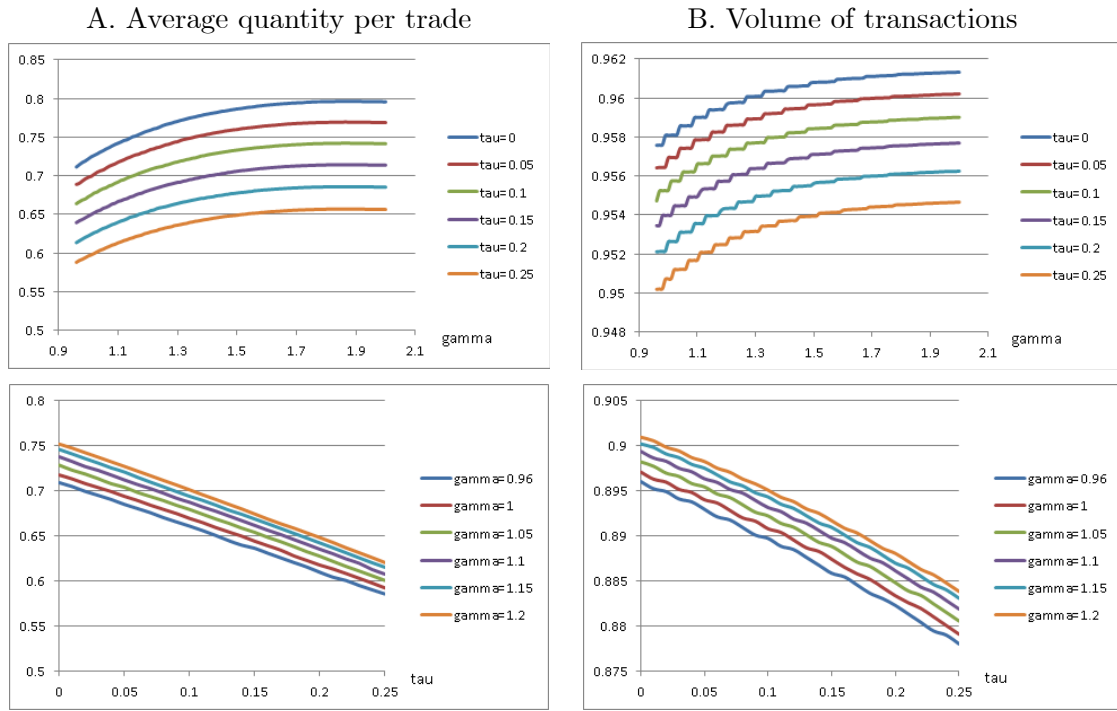 A. Average quantity per trade
B. Volume of transactions
0.85
0.8
0.75
0.7
0.65
0.6
0.55
0.5
0.9 1.1 1.3 1.5 1.7 1.9 2.1
gamma
tau=0
tau=0.05
tau=0.1
tau=0.15
tau=0.2
tau=0.25
0.962
0.96
0.958
0.956
0.954
0.952
0.95
0.948
0.9 1.1 1.3 1.5 1.7 1.9 2.1
gamma
tau=0
tau=0.05
tau=0.1
tau=0.15
tau=0.2
tau=0.25
0.8
0.75
0.7
0.65
0.6
0.55
0.5
0 0.05 0.1 0.15 0.2 0.25
tau
gamma=0.96
gamma=1
gamma=1.05
gamma=1.1
gamma=1.15
gamma=1.2
0.905
0.9
0.895
0.89
0.885
0.88
0.875
0 0.05 0.1 0.15 0.2 0.25
tau
gamma=0.96
gamma=1
gamma=1.05
gamma=1.1
gamma=1.15
gamma=1.2